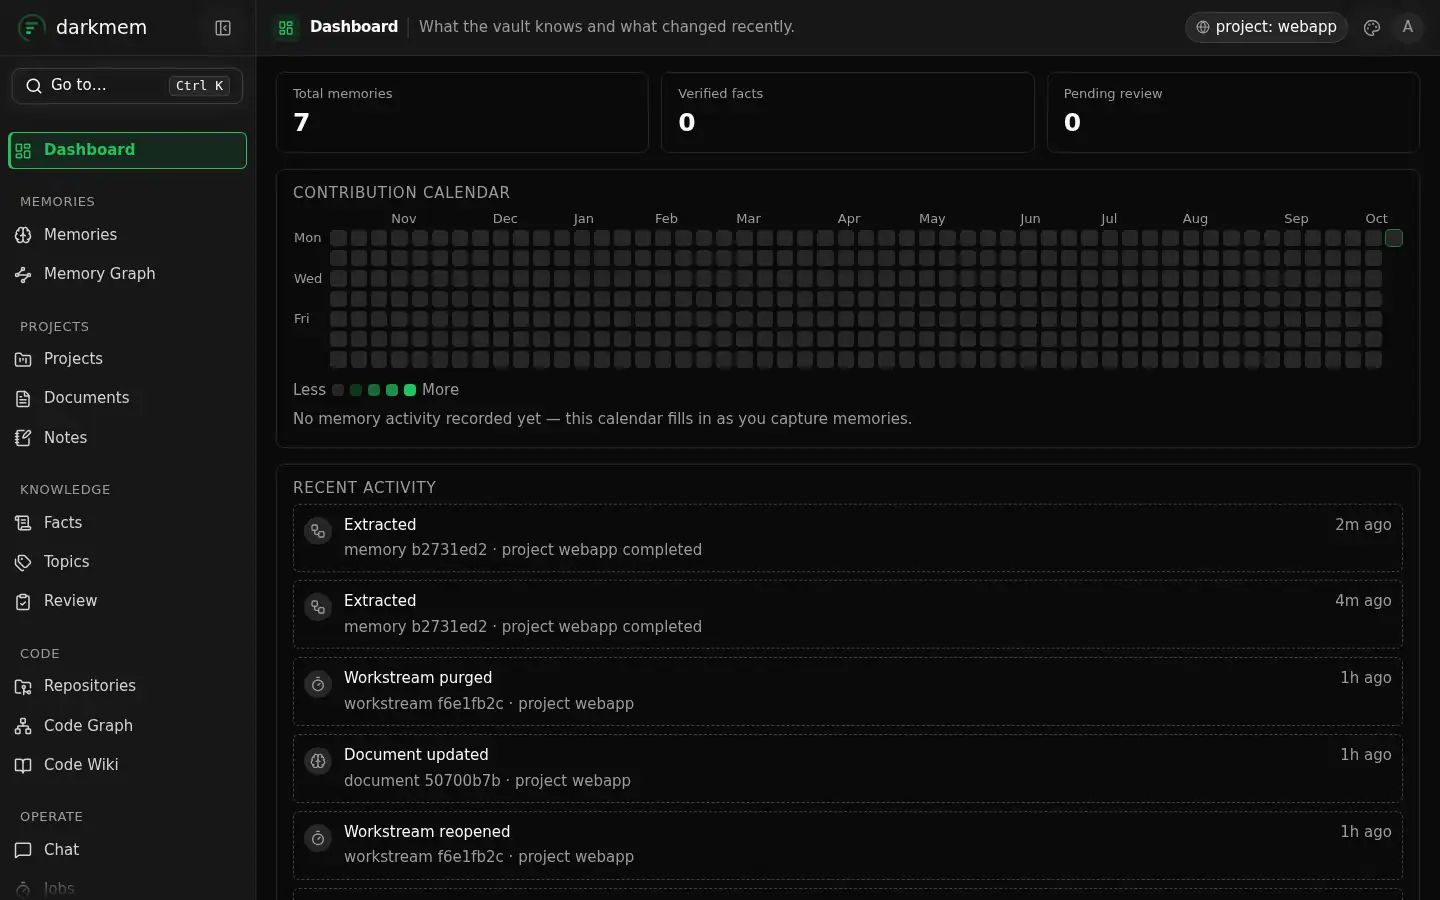 darkmem
Go to...
Ctrl K
Dashboard
MEMORIES
Memories
Memory Graph
PROJECTS
Projects
Documents
Notes
KNOWLEDGE
Facts
Topics
Review
CODE
Repositories
Code Graph
Code Wiki
OPERATE
Chat
Jobs
Dashboard
What the vault knows and what changed recently.
project: webapp
A
Total memories
7
Verified facts
0
Pending review
0
CONTRIBUTION CALENDAR
Nov Dec Jan Feb Mar Apr May Jun Jul Aug Sep Oct
Mon
Wed
Fri
Less More
No memory activity recorded yet — this calendar fills in as you capture memories.
RECENT ACTIVITY
Extracted 2m ago
memory b2731ed2 · project webapp completed
Extracted 4m ago
memory b2731ed2 · project webapp completed
Workstream purged 1h ago
workstream f6e1fb2c · project webapp
Document updated 1h ago
document 50700b7b · project webapp
Workstream reopened 1h ago
workstream f6e1fb2c · project webapp